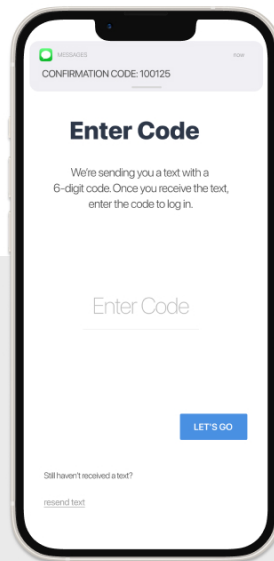 MESSAGES now
CONFIRMATION CODE: 100125
Enter Code
We're sending you a text with a
6-digit code. Once you receive the text,
enter the code to log in.
Enter Code
LET'S GO
Still haven't received a text?
resend text